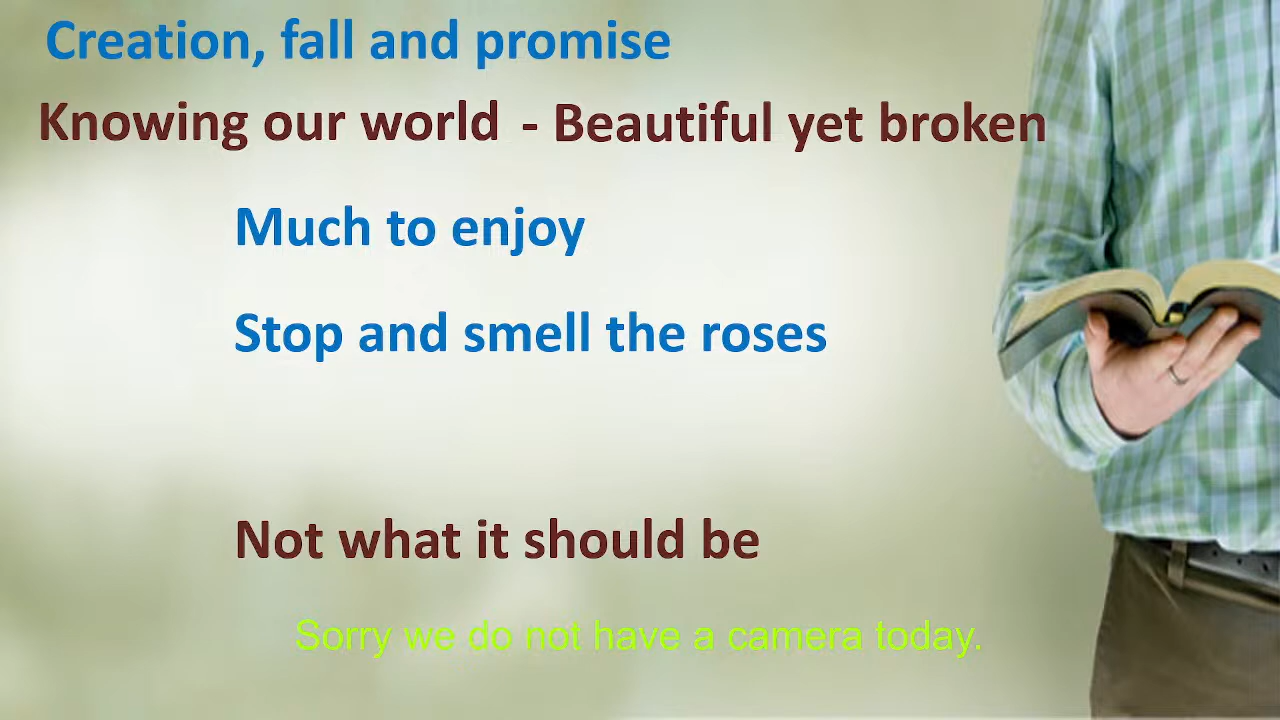 Creation, fall and promise
Knowing our world - Beautiful yet broken
Much to enjoy
Stop and smell the roses
Not what it should be
Sorry we do not have a camera today.